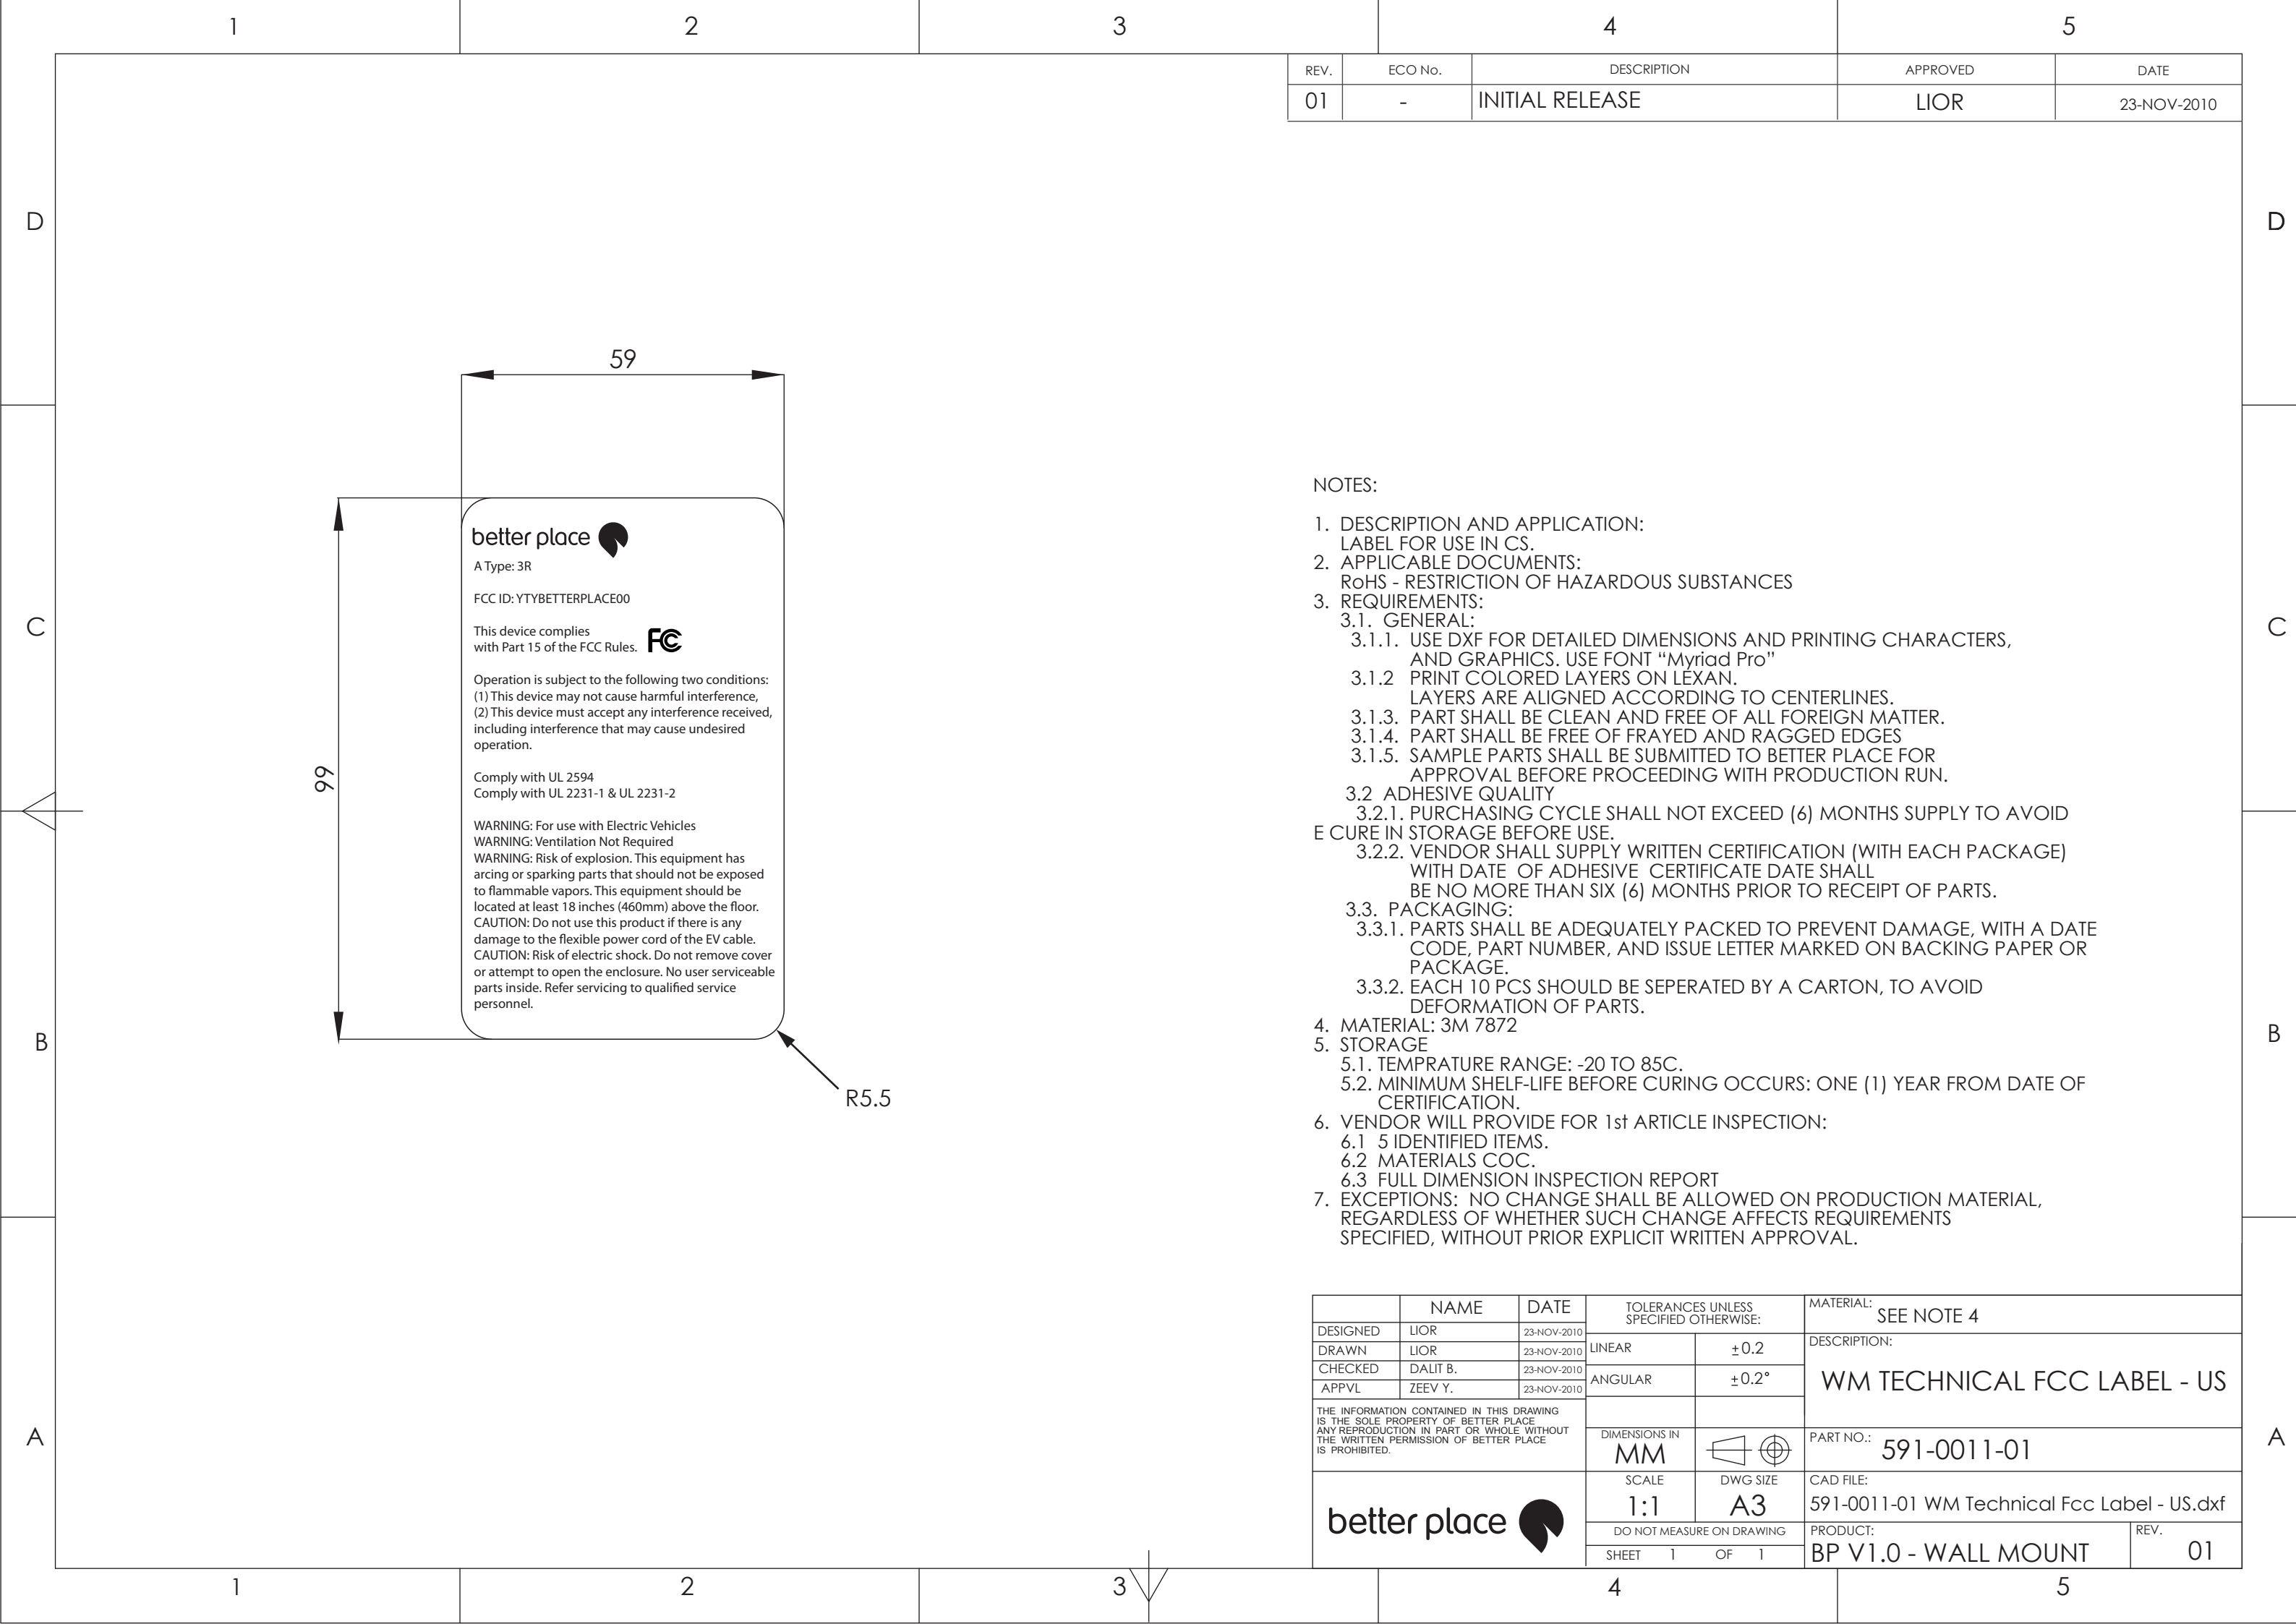 1 2 3 4 5
REV. ECO No. DESCRIPTION APPROVED DATE
01 - INITIAL RELEASE LIOR 23-NOV-2010
D D
59
99
R5.5
better place
A Type: 3R
FCC ID: YTYBETTERPLACE00
This device complies
with Part 15 of the FCC Rules. FC
Operation is subject to the following two conditions:
(1) This device may not cause harmful interference,
(2) This device must accept any interference received,
including interference that may cause undesired
operation.
Comply with UL 2594
Comply with UL 2231-1 & UL 2231-2
WARNING: For use with Electric Vehicles
WARNING: Ventilation Not Required
WARNING: Risk of explosion. This equipment has
arcing or sparking parts that should not be exposed
to flammable vapors. This equipment should be
located at least 18 inches (460mm) above the floor.
CAUTION: Do not use this product if there is any
damage to the flexible power cord of the EV cable.
CAUTION: Risk of electric shock. Do not remove cover
or attempt to open the enclosure. No user serviceable
parts inside. Refer servicing to qualified service
personnel.
C C
NOTES:
1. DESCRIPTION AND APPLICATION:
LABEL FOR USE IN CS.
2. APPLICABLE DOCUMENTS:
RoHS - RESTRICTION OF HAZARDOUS SUBSTANCES
3. REQUIREMENTS:
3.1. GENERAL:
3.1.1. USE DXF FOR DETAILED DIMENSIONS AND PRINTING CHARACTERS,
AND GRAPHICS. USE FONT “Myriad Pro”
3.1.2 PRINT COLORED LAYERS ON LEXAN.
LAYERS ARE ALIGNED ACCORDING TO CENTERLINES.
3.1.3. PART SHALL BE CLEAN AND FREE OF ALL FOREIGN MATTER.
3.1.4. PART SHALL BE FREE OF FRAYED AND RAGGED EDGES
3.1.5. SAMPLE PARTS SHALL BE SUBMITTED TO BETTER PLACE FOR
APPROVAL BEFORE PROCEEDING WITH PRODUCTION RUN.
3.2 ADHESIVE QUALITY
3.2.1. PURCHASING CYCLE SHALL NOT EXCEED (6) MONTHS SUPPLY TO AVOID
E CURE IN STORAGE BEFORE USE.
3.2.2. VENDOR SHALL SUPPLY WRITTEN CERTIFICATION (WITH EACH PACKAGE)
WITH DATE OF ADHESIVE CERTIFICATE DATE SHALL
BE NO MORE THAN SIX (6) MONTHS PRIOR TO RECEIPT OF PARTS.
3.3. PACKAGING:
3.3.1. PARTS SHALL BE ADEQUATELY PACKED TO PREVENT DAMAGE, WITH A DATE
CODE, PART NUMBER, AND ISSUE LETTER MARKED ON BACKING PAPER OR
PACKAGE.
3.3.2. EACH 10 PCS SHOULD BE SEPERATED BY A CARTON, TO AVOID
DEFORMATION OF PARTS.
4. MATERIAL: 3M 7872
5. STORAGE
5.1. TEMPRATURE RANGE: -20 TO 85C.
5.2. MINIMUM SHELF-LIFE BEFORE CURING OCCURS: ONE (1) YEAR FROM DATE OF
CERTIFICATION.
6. VENDOR WILL PROVIDE FOR 1st ARTICLE INSPECTION:
6.1 5 IDENTIFIED ITEMS.
6.2 MATERIALS COC.
6.3 FULL DIMENSION INSPECTION REPORT
7. EXCEPTIONS: NO CHANGE SHALL BE ALLOWED ON PRODUCTION MATERIAL,
REGARDLESS OF WHETHER SUCH CHANGE AFFECTS REQUIREMENTS
SPECIFIED, WITHOUT PRIOR EXPLICIT WRITTEN APPROVAL.
B B
NAME DATE
DESIGNED LIOR 23-NOV-2010
DRAWN LIOR 23-NOV-2010
CHECKED DALIT B. 23-NOV-2010
APPVL ZEEV Y. 23-NOV-2010
THE INFORMATION CONTAINED IN THIS DRAWING
IS THE SOLE PROPERTY OF BETTER PLACE
ANY REPRODUCTION IN PART OR WHOLE WITHOUT
THE WRITTEN PERMISSION OF BETTER PLACE
IS PROHIBITED.
better place
TOLERANCES UNLESS
SPECIFIED OTHERWISE:
LINEAR ±0.2
ANGULAR ±0.2°
DIMENSIONS IN
MM
SCALE DWG SIZE
1:1 A3
DO NOT MEASURE ON DRAWING
SHEET 1 OF 1
MATERIAL: SEE NOTE 4
DESCRIPTION:
WM TECHNICAL FCC LABEL - US
PART NO.: 591-0011-01
CAD FILE:
591-0011-01 WM Technical Fcc Label - US.dxf
PRODUCT: REV.
BP V1.0 - WALL MOUNT 01
A A
1 2 3 4 5